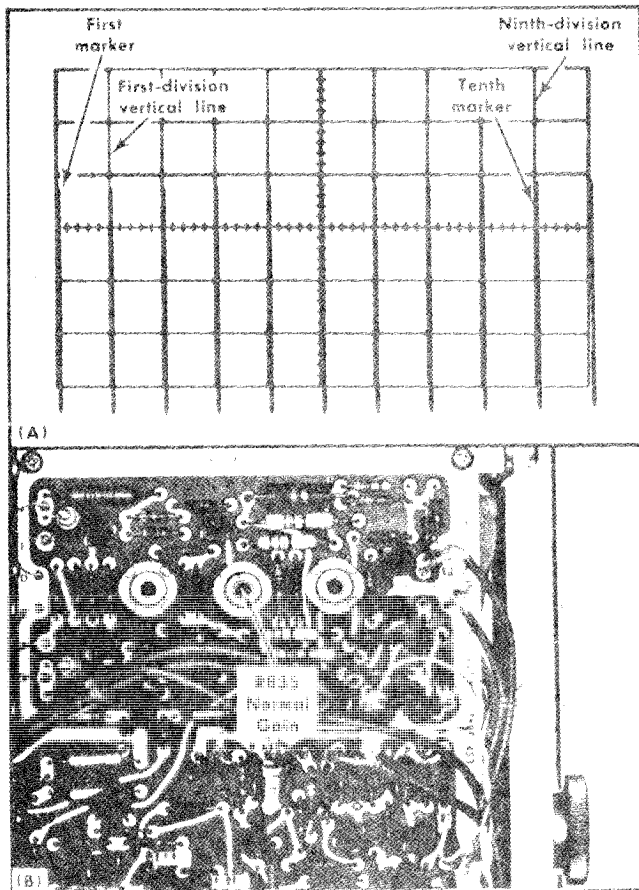 First
marker
First-division
vertical line
Ninth-division
vertical line
Tenth
marker
(A)
R835
Normal
Gain
(B)